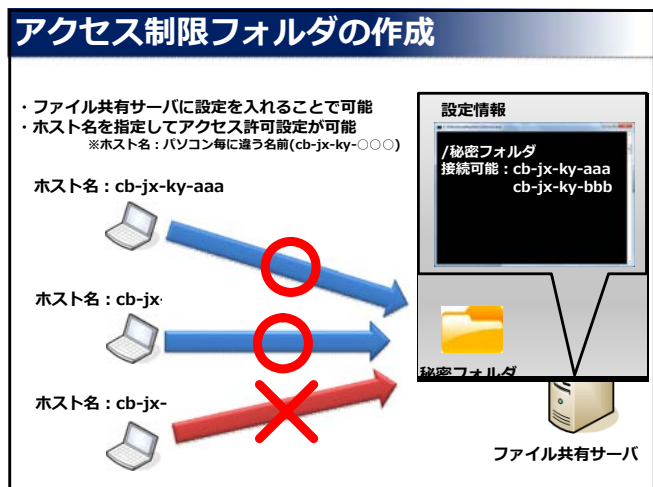 アクセス制限フォルダの作成
・ファイル共有サーバに設定を入れることで可能
・ホスト名を指定してアクセス許可設定が可能
※ホスト名：パソコン毎に違う名前(cb-jx-ky-○○○)
ホスト名：cb-jx-ky-aaa
ホスト名：cb-jx-
ホスト名：cb-jx-
設定情報
/秘密フォルダ
接続可能：cb-jx-ky-aaa
cb-jx-ky-bbb
秘密フォルダ
ファイル共有サーバ